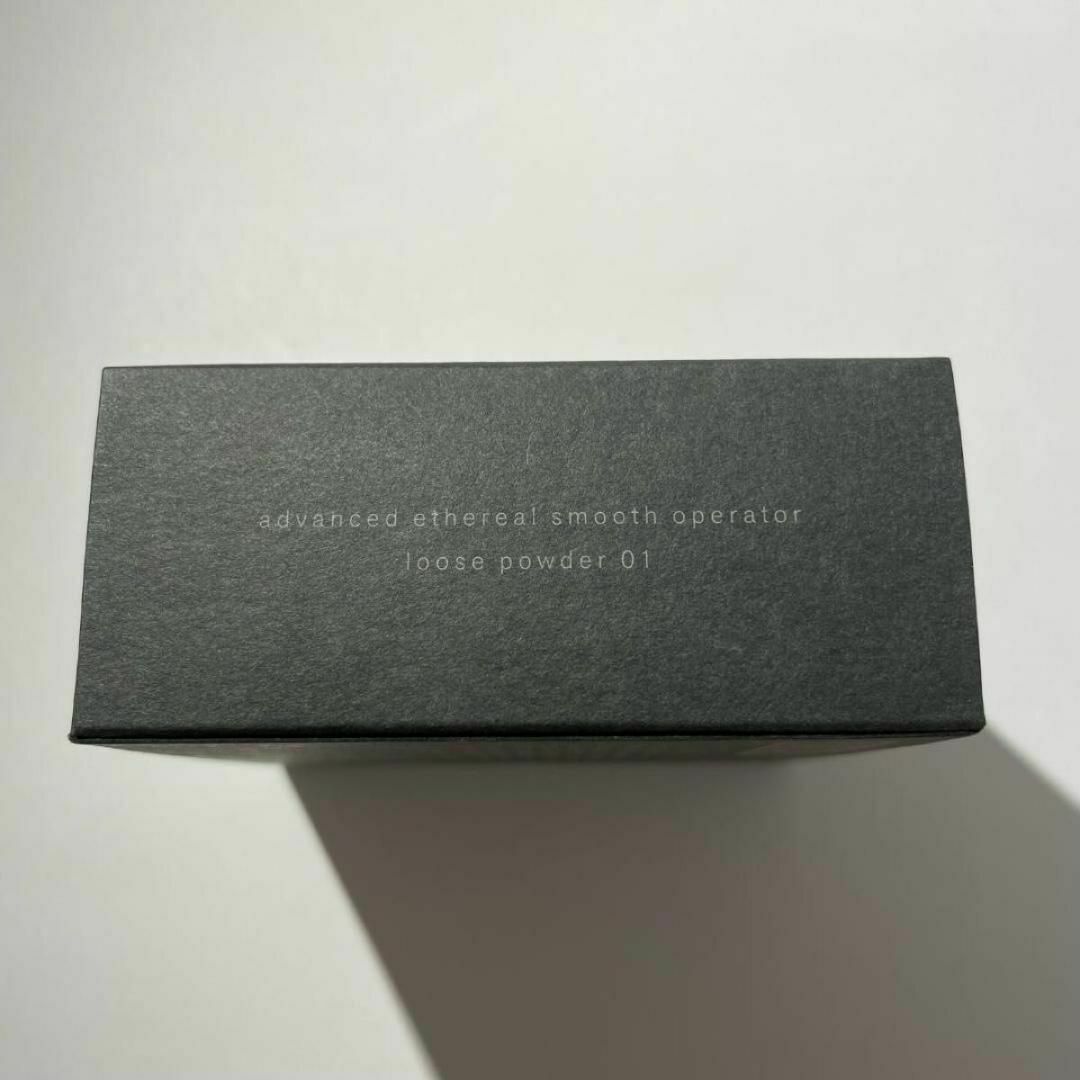 advanced ethereal smooth operator
loose powder 01